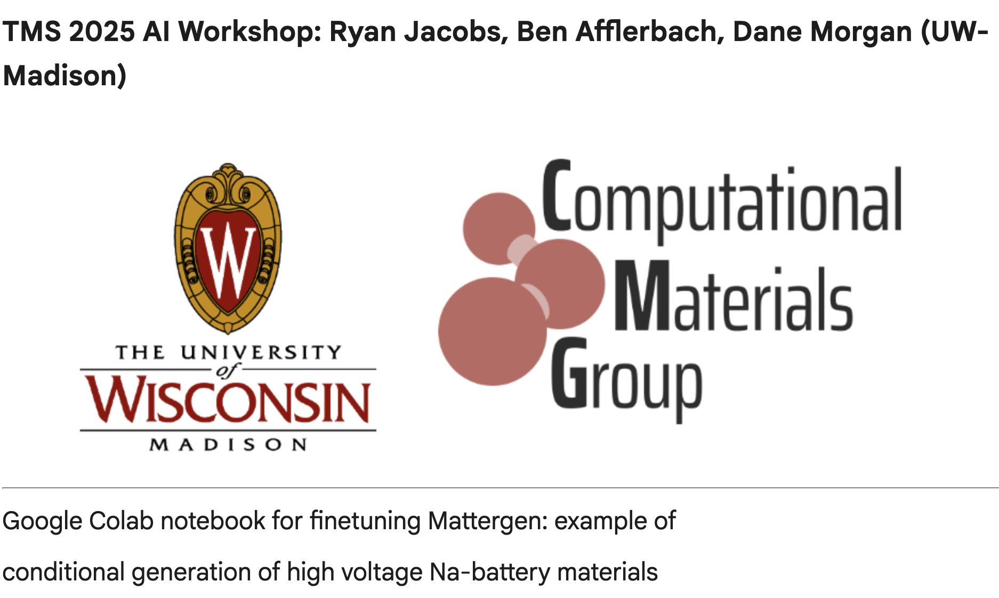 TMS 2025 AI Workshop: Ryan Jacobs, Ben Afflerbach, Dane Morgan (UW-
Madison)
W
THE UNIVERSITY
of
WISCONSIN
MADISON
Computational
Materials
Group
Google Colab notebook for finetuning Mattergen: example of
conditional generation of high voltage Na-battery materials